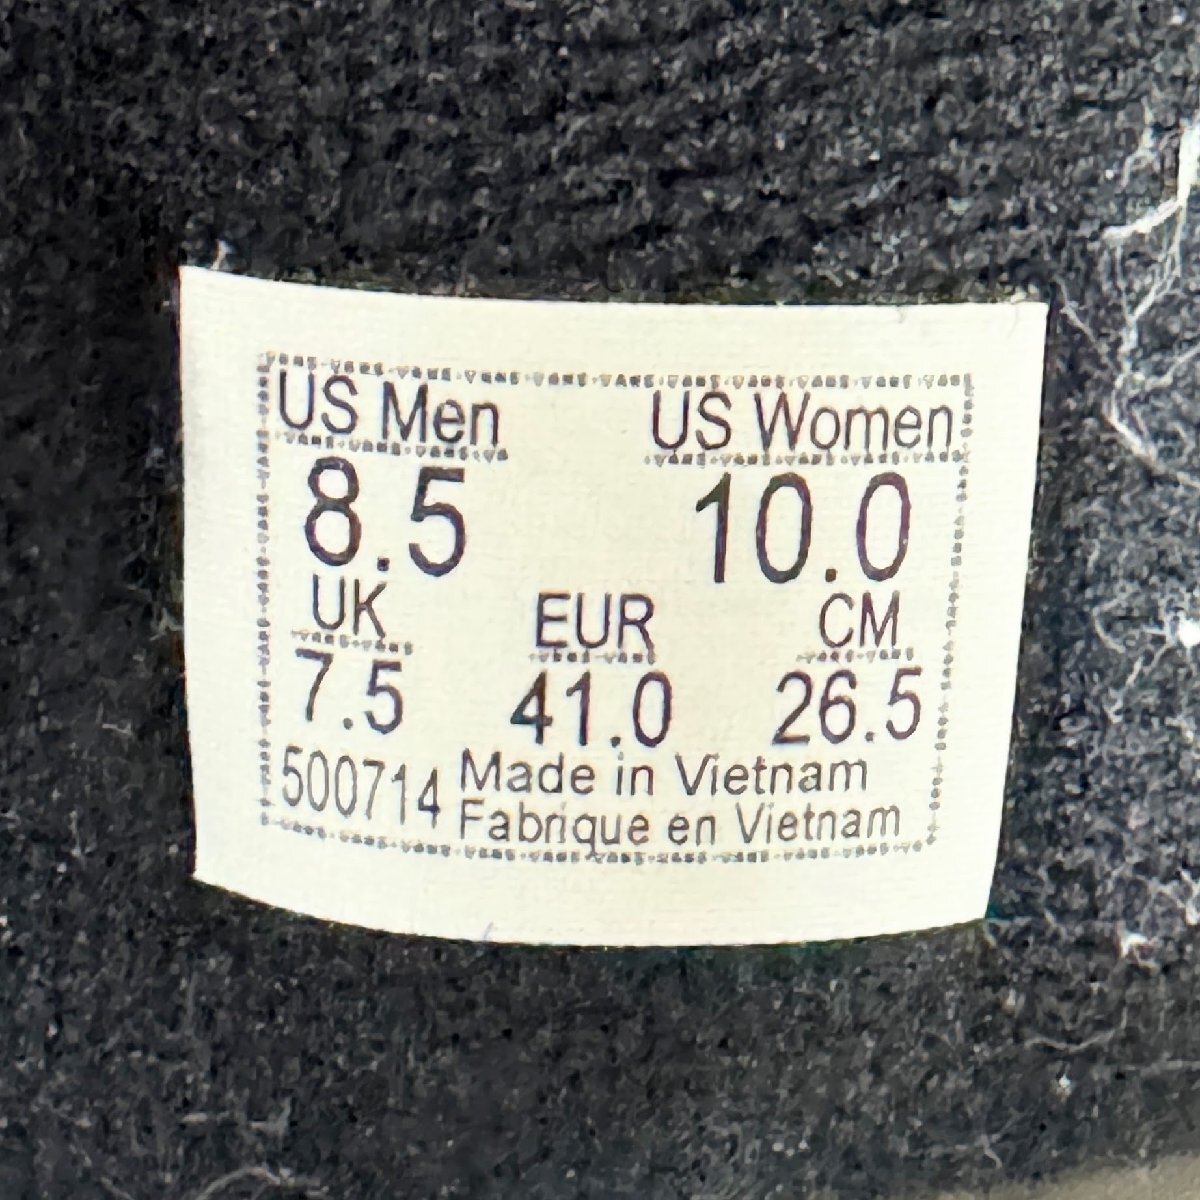 US Men US Women
8.5 10.0
UK EUR CM
7.5 41.0 26.5
500714 Made in Vietnam
Fabrique en Vietnam